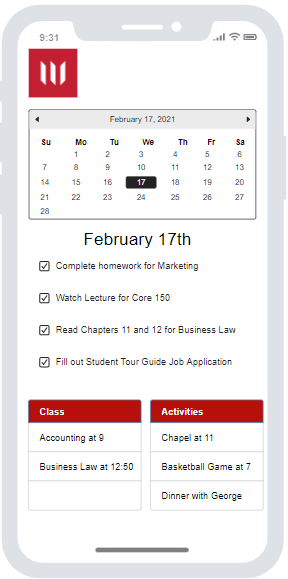 9:31
February 17, 2021
Su Mo Tu We Th Fr Sa
1 2 3 4 5 6
7 8 9 10 11 12 13
14 15 16 17 18 19 20
21 22 23 24 25 26 27
28
February 17th
Complete homework for Marketing
Watch Lecture for Core 150
Read Chapters 11 and 12 for Business Law
Fill out Student Tour Guide Job Application
Class
Accounting at 9
Business Law at 12:50
Activities
Chapel at 11
Basketball Game at 7
Dinner with George